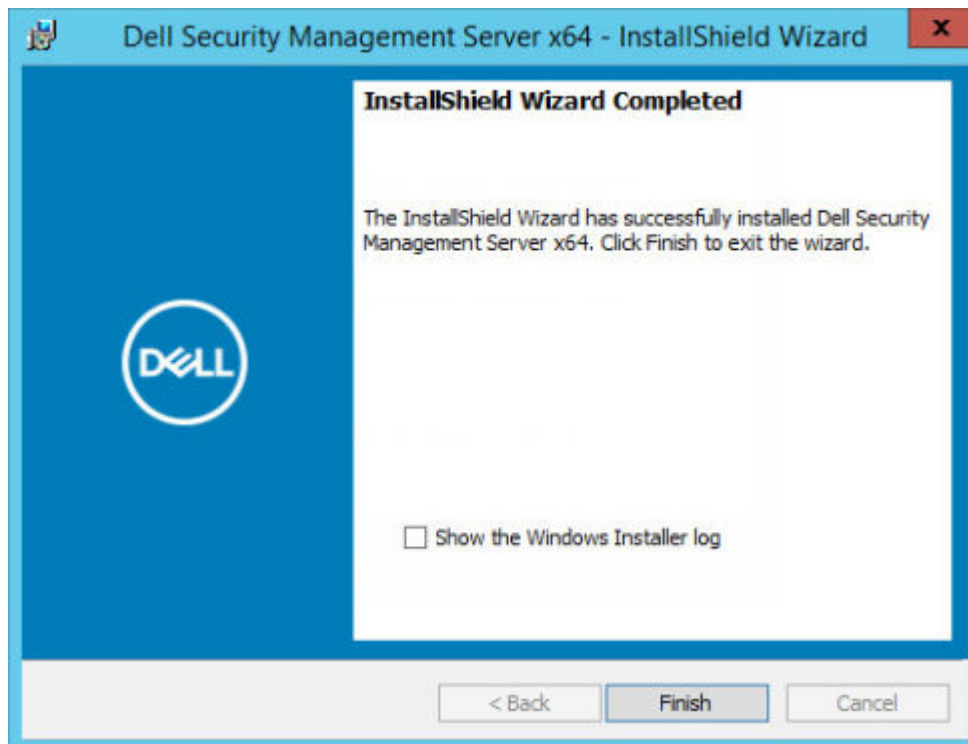 Dell Security Management Server x64 - InstallShield Wizard
x
InstallShield Wizard Completed
The InstallShield Wizard has successfully installed Dell Security
Management Server x64. Click Finish to exit the wizard.
DELL
Show the Windows Installer log
< Back Finish Cancel